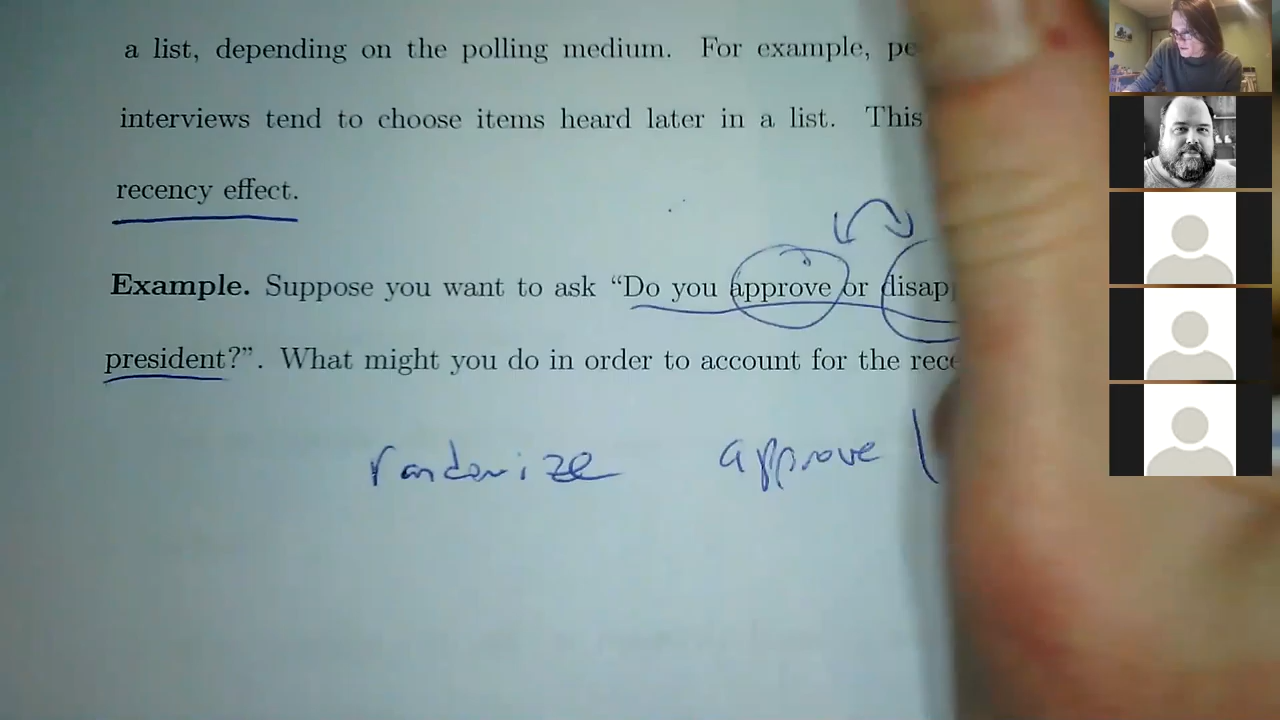 a list, depending on the polling medium. For example, pe
interviews tend to choose items heard later in a list. This
recency effect.
Example. Suppose you want to ask “Do you approve or disap
president?”. What might you do in order to account for the rece
randomize approve